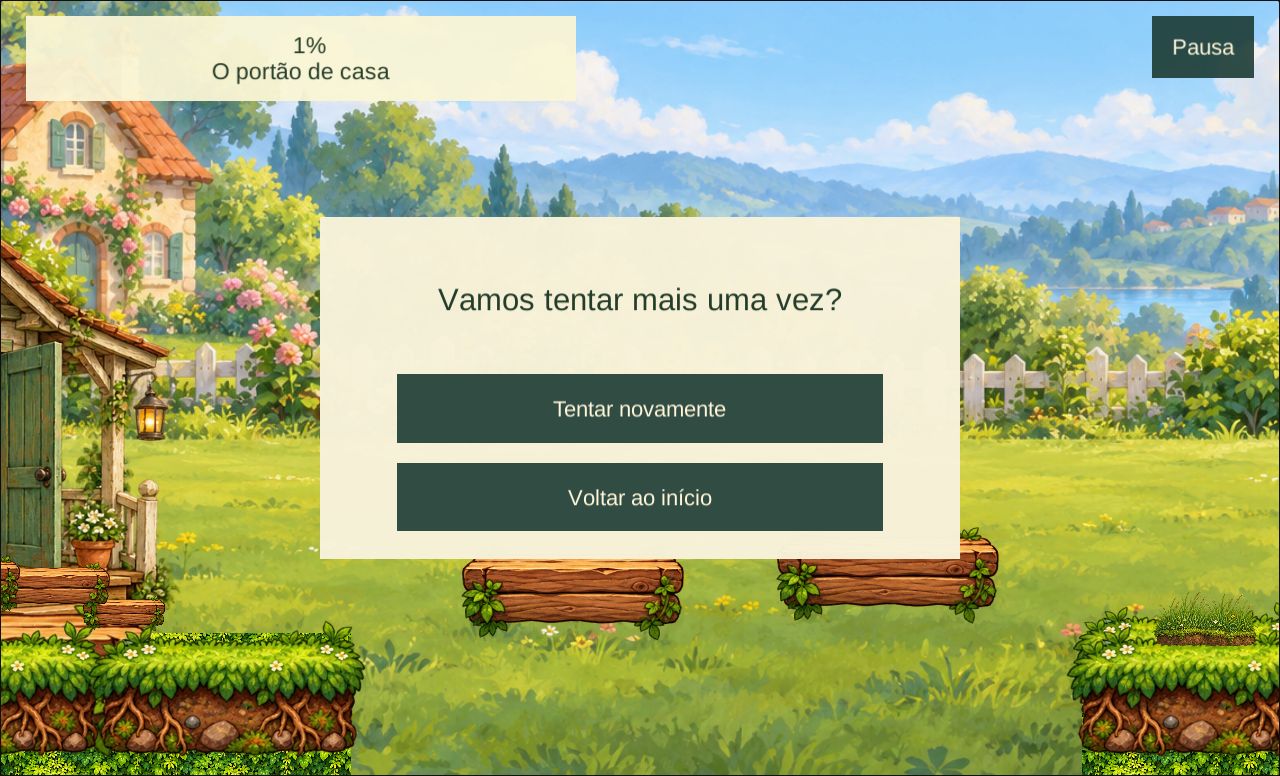 1%
O portão de casa
Pausa
Vamos tentar mais uma vez?
Tentar novamente
Voltar ao início